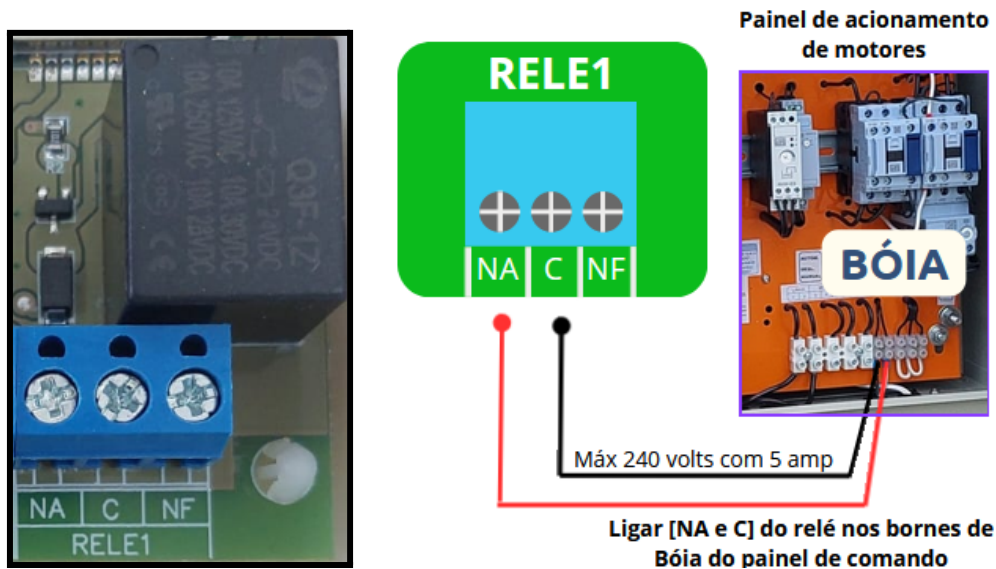 NA C NF
RELE1
RELE1
NA C NF
Painel de acionamento
de motores
BÓIA
Máx 240 volts com 5 amp
Ligar [NA e C] do relé nos bornes de
Bóia do painel de comando